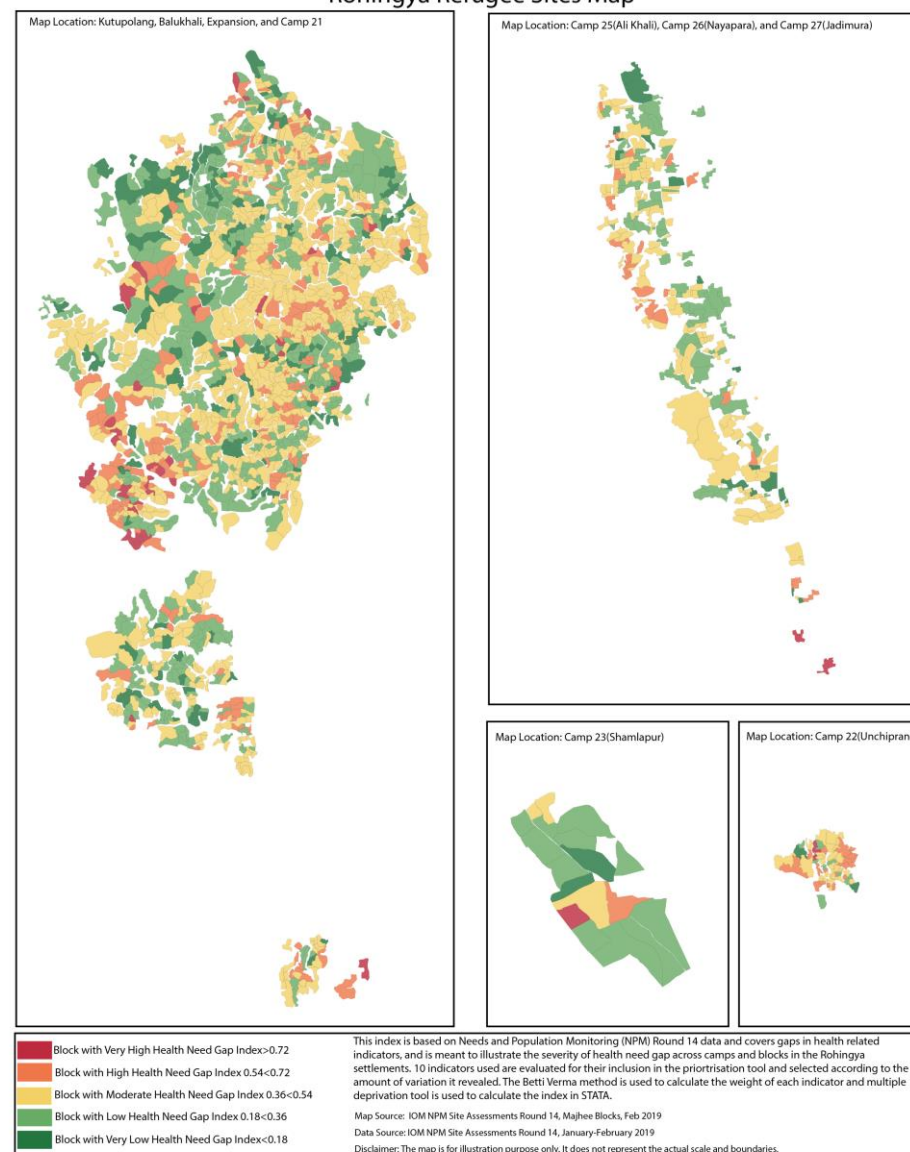 Rohingya Refugee Sites Map
Map Location: Kutupolang, Balukhali, Expansion, and Camp 21
Map Location: Camp 25(Ali Khali), Camp 26(Nayapara), and Camp 27(Jadimura)
Map Location: Camp 23(Shamlapur)
Map Location: Camp 22(Unchipran
Block with Very High Health Need Gap Index>0.72
Block with High Health Need Gap Index 0.54<0.72
Block with Moderate Health Need Gap Index 0.36<0.54
Block with Low Health Need Gap Index 0.18<0.36
Block with Very Low Health Need Gap Index<0.18
This index is based on Needs and Population Monitoring (NPM) Round 14 data and covers gaps in health related
indicators, and is meant to illustrate the severity of health need gap across camps and blocks in the Rohingya
settlements. 10 indicators used are evaluated for their inclusion in the priortrisation tool and selected according to the
amount of variation it revealed. The Betti Verma method is used to calculate the weight of each indicator and multiple
deprivation tool is used to calculate the index in STATA.
Map Source: IOM NPM Site Assessments Round 14, Majhee Blocks, Feb 2019
Data Source: IOM NPM Site Assessments Round 14, January-February 2019
Disclaimer: The map is for illustration purpose only. It does not represent the actual scale and boundaries.